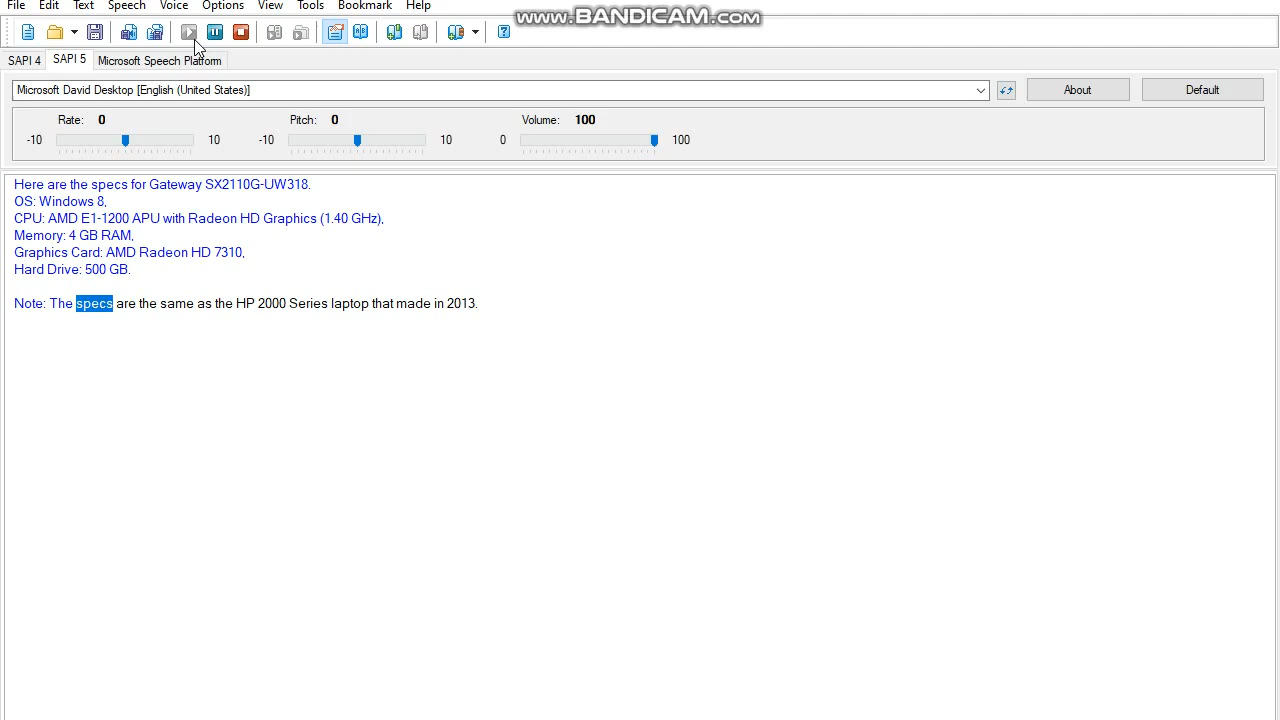 File Edit Text Speech Voice Options View Tools Bookmark Help
www.BANDICAM.com
SAPI 4 SAPI 5 Microsoft Speech Platform
Microsoft David Desktop [English (United States)] About Default
Rate: 0 Pitch: 0 Volume: 100
-10 10 -10 10 0 100
Here are the specs for Gateway SX2110G-UW318.
OS: Windows 8,
CPU: AMD E1-1200 APU with Radeon HD Graphics (1.40 GHz),
Memory: 4 GB RAM,
Graphics Card: AMD Radeon HD 7310,
Hard Drive: 500 GB.
Note: The specs are the same as the HP 2000 Series laptop that made in 2013.